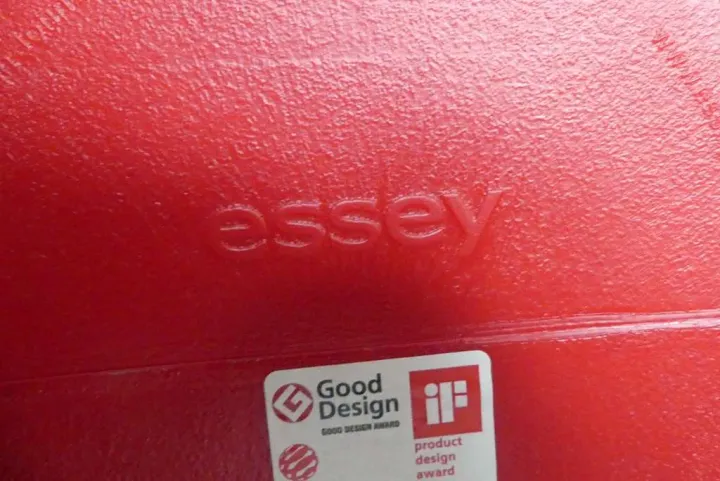 essey
Good
Design
GOOD DESIGN AWARD
iF
product
design
award